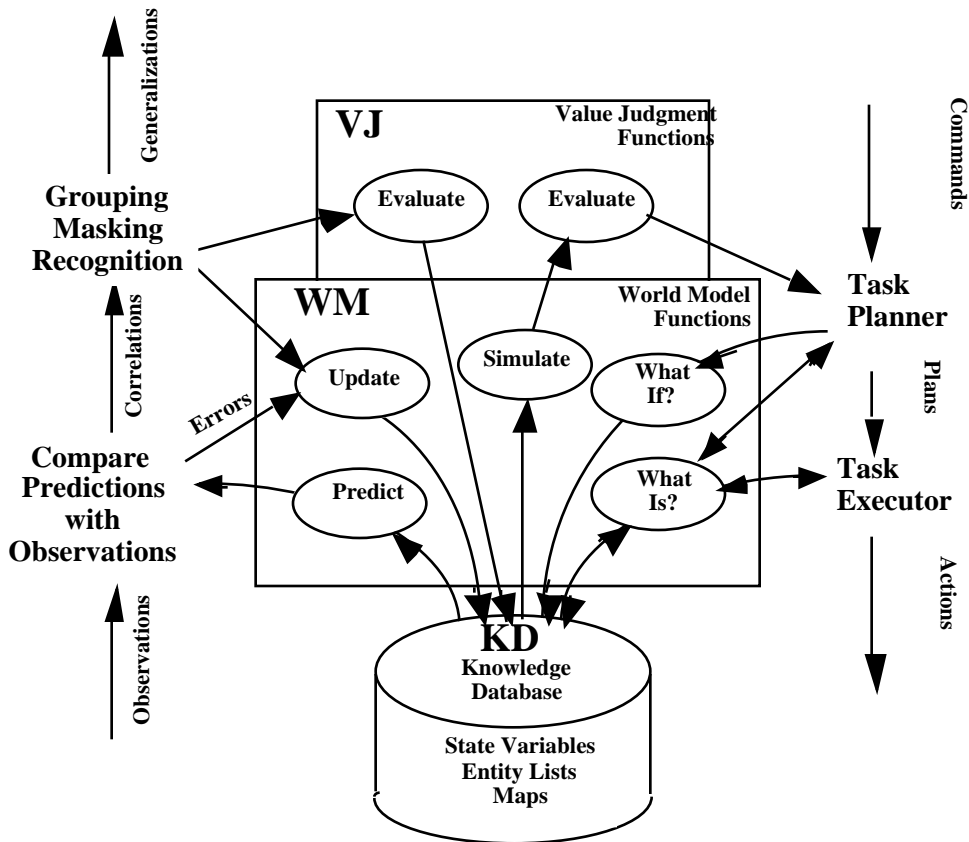 Generalizations
Grouping
Masking
Recognition
Correlations
Errors
Compare
Predictions
with
Observations
Observations
VJ
Value Judgment
Functions
Evaluate
Evaluate
WM
World Model
Functions
Update
Simulate
What
If?
Predict
What
Is?
KD
Knowledge
Database
State Variables
Entity Lists
Maps
Commands
Task
Planner
Plans
Task
Executor
Actions